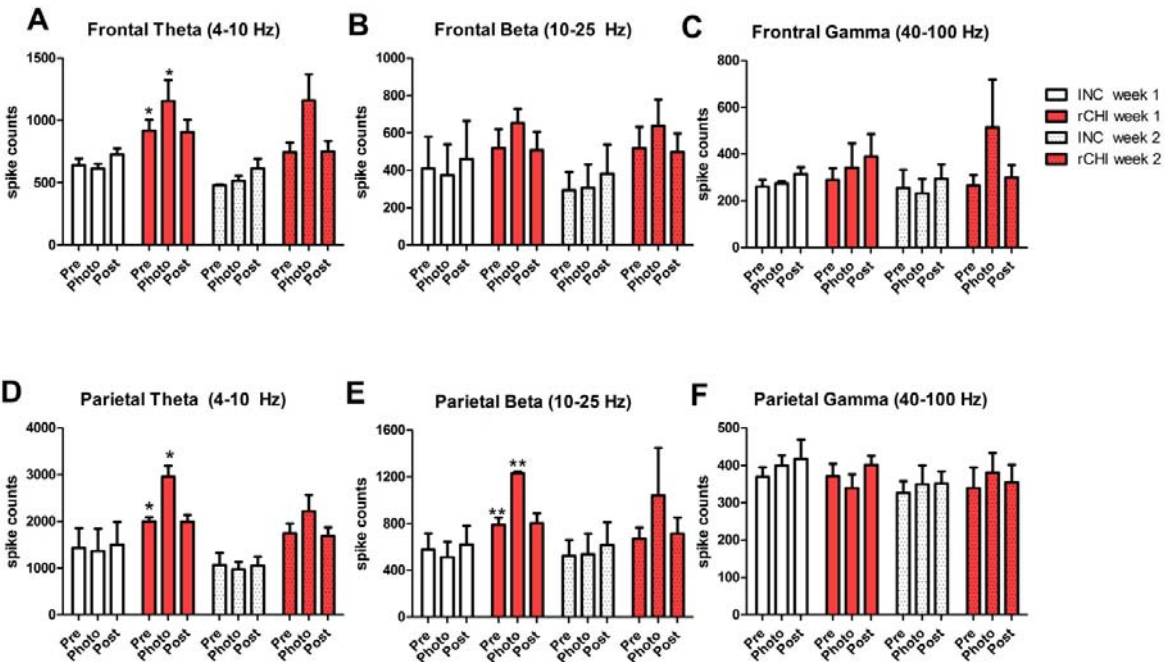 A
Frontal Theta (4-10 Hz)
spike counts
1500
1000
500
0
*
*
Pre
Photo
Post
Pre
Photo
Post
Pre
Photo
Post
Pre
Photo
Post
B
Frontal Beta (10-25 Hz)
spike counts
1000
800
600
400
200
0
Pre
Photo
Post
Pre
Photo
Post
Pre
Photo
Post
Pre
Photo
Post
C
Frontral Gamma (40-100 Hz)
spike counts
800
600
400
200
0
Pre
Photo
Post
Pre
Photo
Post
Pre
Photo
Post
Pre
Photo
Post
INC week 1
rCHI week 1
INC week 2
rCHI week 2
D
Parietal Theta (4-10 Hz)
spike counts
4000
3000
2000
1000
0
*
*
Pre
Photo
Post
Pre
Photo
Post
Pre
Photo
Post
Pre
Photo
Post
E
Parietal Beta (10-25 Hz)
spike counts
1600
1200
800
400
0
**
**
Pre
Photo
Post
Pre
Photo
Post
Pre
Photo
Post
Pre
Photo
Post
F
Parietal Gamma (40-100 Hz)
spike counts
500
400
300
200
100
0
Pre
Photo
Post
Pre
Photo
Post
Pre
Photo
Post
Pre
Photo
Post